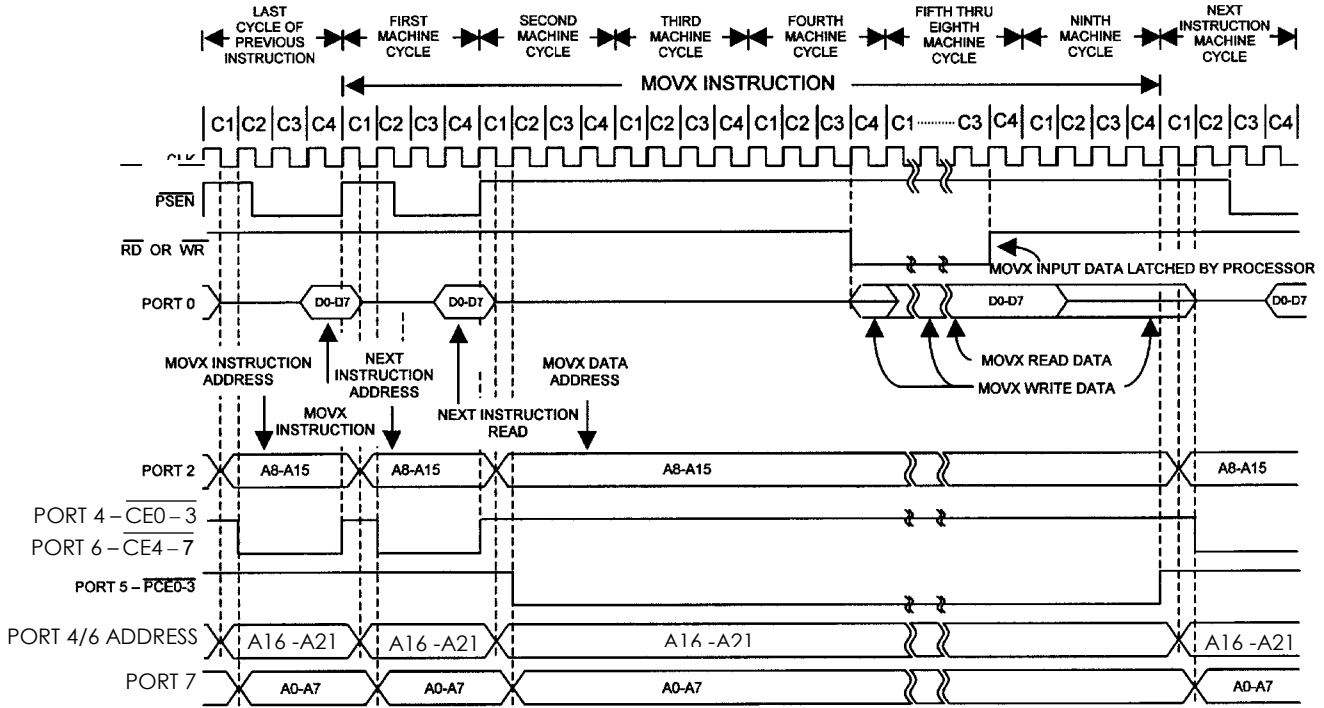 LAST
CYCLE OF
PREVIOUS
INSTRUCTION
FIRST
MACHINE
CYCLE
SECOND
MACHINE
CYCLE
THIRD
MACHINE
CYCLE
FOURTH
MACHINE
CYCLE
FIFTH THRU
EIGHTH
MACHINE
CYCLE
NINTH
MACHINE
CYCLE
NEXT
INSTRUCTION
MACHINE
CYCLE
MOVX INSTRUCTION
C1 C2 C3 C4 C1 C2 C3 C4 C1 C2 C3 C4 C1 C2 C3 C4 C1 C2 C3 C4 C1 ........ C3 C4 C1 C2 C3 C4 C1 C2 C3 C4
CLK
PSEN
RD OR WR
MOVX INPUT DATA LATCHED BY PROCESSOR
PORT 0 D0-D7 D0-D7 D0-D7 D0-D7
MOVX INSTRUCTION
ADDRESS
NEXT
INSTRUCTION
ADDRESS
MOVX DATA
ADDRESS
MOVX READ DATA
MOVX WRITE DATA
MOVX
INSTRUCTION
NEXT INSTRUCTION
READ
PORT 2 A8-A15 A8-A15 A8-A15 A8-A15
PORT 4 – CE0 – 3
PORT 6 – CE4 – 7
PORT 5 – PCE0-3
PORT 4/6 ADDRESS A16 -A21 A16 -A21 A16 -A21 A16 -A21
PORT 7 A0-A7 A0-A7 A0-A7 A0-A7